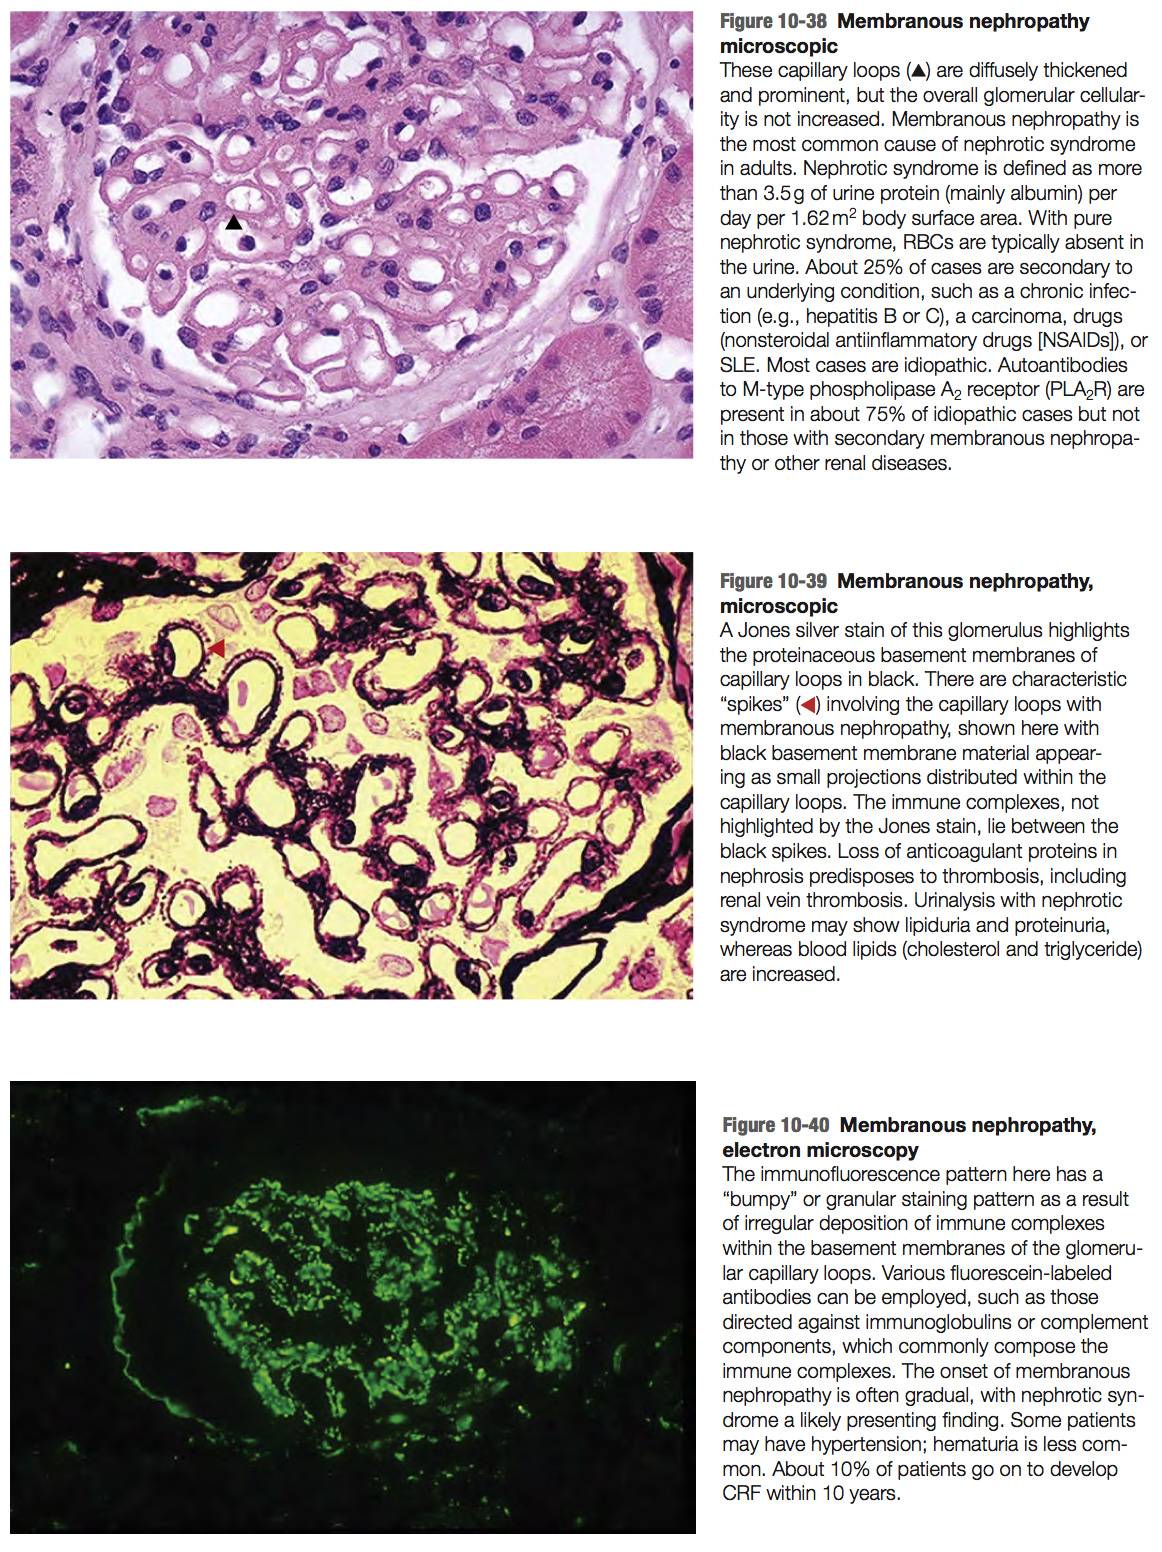 Figure 10-38 Membranous nephropathy
microscopic
These capillary loops (▲) are diffusely thickened
and prominent, but the overall glomerular cellular-
ity is not increased. Membranous nephropathy is
the most common cause of nephrotic syndrome
in adults. Nephrotic syndrome is defined as more
than 3.5 g of urine protein (mainly albumin) per
day per 1.62 m² body surface area. With pure
nephrotic syndrome, RBCs are typically absent in
the urine. About 25% of cases are secondary to
an underlying condition, such as a chronic infec-
tion (e.g., hepatitis B or C), a carcinoma, drugs
(nonsteroidal antiinflammatory drugs [NSAIDs]), or
SLE. Most cases are idiopathic. Autoantibodies
to M-type phospholipase A₂ receptor (PLA₂R) are
present in about 75% of idiopathic cases but not
in those with secondary membranous nephropa-
thy or other renal diseases.
Figure 10-39 Membranous nephropathy,
microscopic
A Jones silver stain of this glomerulus highlights
the proteinaceous basement membranes of
capillary loops in black. There are characteristic
“spikes” (◀) involving the capillary loops with
membranous nephropathy, shown here with
black basement membrane material appear-
ing as small projections distributed within the
capillary loops. The immune complexes, not
highlighted by the Jones stain, lie between the
black spikes. Loss of anticoagulant proteins in
nephrosis predisposes to thrombosis, including
renal vein thrombosis. Urinalysis with nephrotic
syndrome may show lipiduria and proteinuria,
whereas blood lipids (cholesterol and triglyceride)
are increased.
Figure 10-40 Membranous nephropathy,
electron microscopy
The immunofluorescence pattern here has a
“bumpy” or granular staining pattern as a result
of irregular deposition of immune complexes
within the basement membranes of the glomeru-
lar capillary loops. Various fluorescein-labeled
antibodies can be employed, such as those
directed against immunoglobulins or complement
components, which commonly compose the
immune complexes. The onset of membranous
nephropathy is often gradual, with nephrotic syn-
drome a likely presenting finding. Some patients
may have hypertension; hematuria is less com-
mon. About 10% of patients go on to develop
CRF within 10 years.